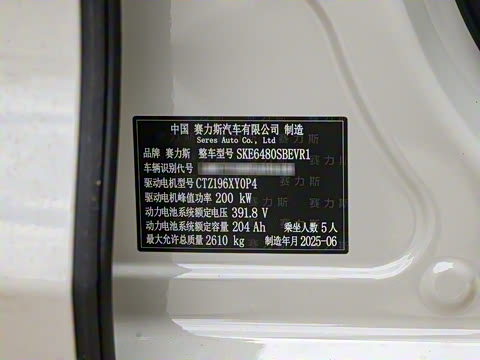 中国 赛力斯汽车有限公司 制造
Seres Auto Co., Ltd
品牌 赛力斯 整车型号 SKE6480SBEVR1
车辆识别代号
驱动电机型号 CTZ196XY0P4
驱动电机峰值功率 200 kW
动力电池系统额定电压 391.8 V
动力电池系统额定容量 204 Ah 乘坐人数 5 人
最大允许总质量 2610 kg 制造年月 2025-06